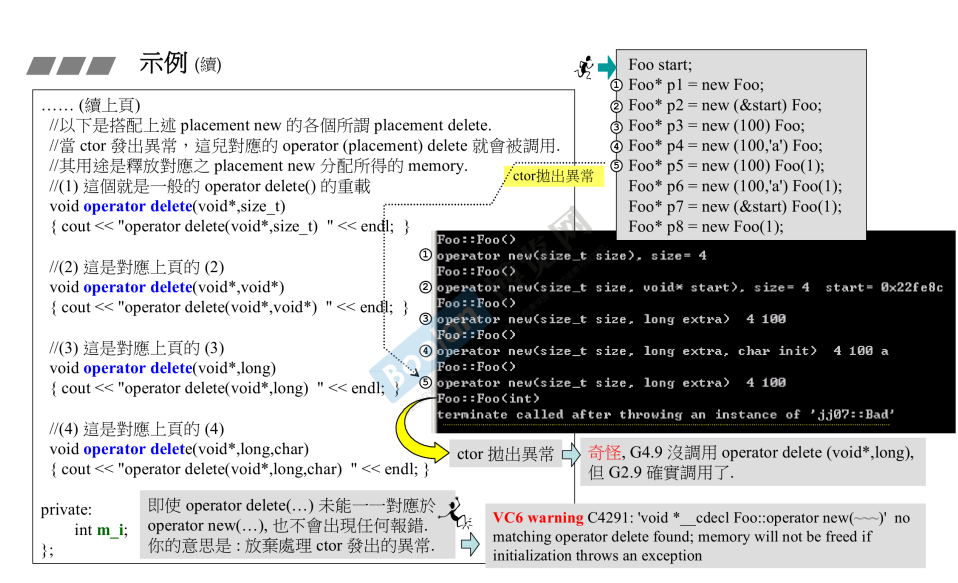 示例 (續)
…… (續上頁)
//以下是搭配上述 placement new 的各個所謂 placement delete.
//當 ctor 發出異常，這兒對應的 operator (placement) delete 就會被調用.
//其用途是釋放對應之 placement new 分配所得的 memory.
//(1) 這個就是一般的 operator delete() 的重載
void operator delete(void*,size_t)
{ cout << "operator delete(void*,size_t)  " << endl;  }
//(2) 這是對應上頁的 (2)
void operator delete(void*,void*)
{ cout << "operator delete(void*,void*)  " << endl;  }
//(3) 這是對應上頁的 (3)
void operator delete(void*,long)
{ cout << "operator delete(void*,long)  " << endl;  }
//(4) 這是對應上頁的 (4)
void operator delete(void*,long,char)
{ cout << "operator delete(void*,long,char)  " << endl; }
private:
int m_i;
};
Foo start;
① Foo* p1 = new Foo;
② Foo* p2 = new (&start) Foo;
③ Foo* p3 = new (100) Foo;
④ Foo* p4 = new (100,'a') Foo;
⑤ Foo* p5 = new (100) Foo(1);
Foo* p6 = new (100,'a') Foo(1);
Foo* p7 = new (&start) Foo(1);
Foo* p8 = new Foo(1);
ctor拋出異常
Foo::Foo()
① operator new(size_t size), size= 4
Foo::Foo()
② operator new(size_t size, void* start), size= 4  start= 0x22fe8c
Foo::Foo()
③ operator new(size_t size, long extra)  4 100
Foo::Foo()
④ operator new(size_t size, long extra, char init)  4 100 a
Foo::Foo()
⑤ operator new(size_t size, long extra)  4 100
Foo::Foo(int)
terminate called after throwing an instance of 'jj07::Bad'
ctor 拋出異常
奇怪, G4.9 沒調用 operator delete (void*,long),
但 G2.9 確實調用了.
即使 operator delete(…) 未能一一對應於
operator new(…), 也不會出現任何報錯.
你的意思是 : 放棄處理 ctor 發出的異常.
VC6 warning C4291: 'void *__cdecl Foo::operator new(~~~)'  no
matching operator delete found; memory will not be freed if
initialization throws an exception